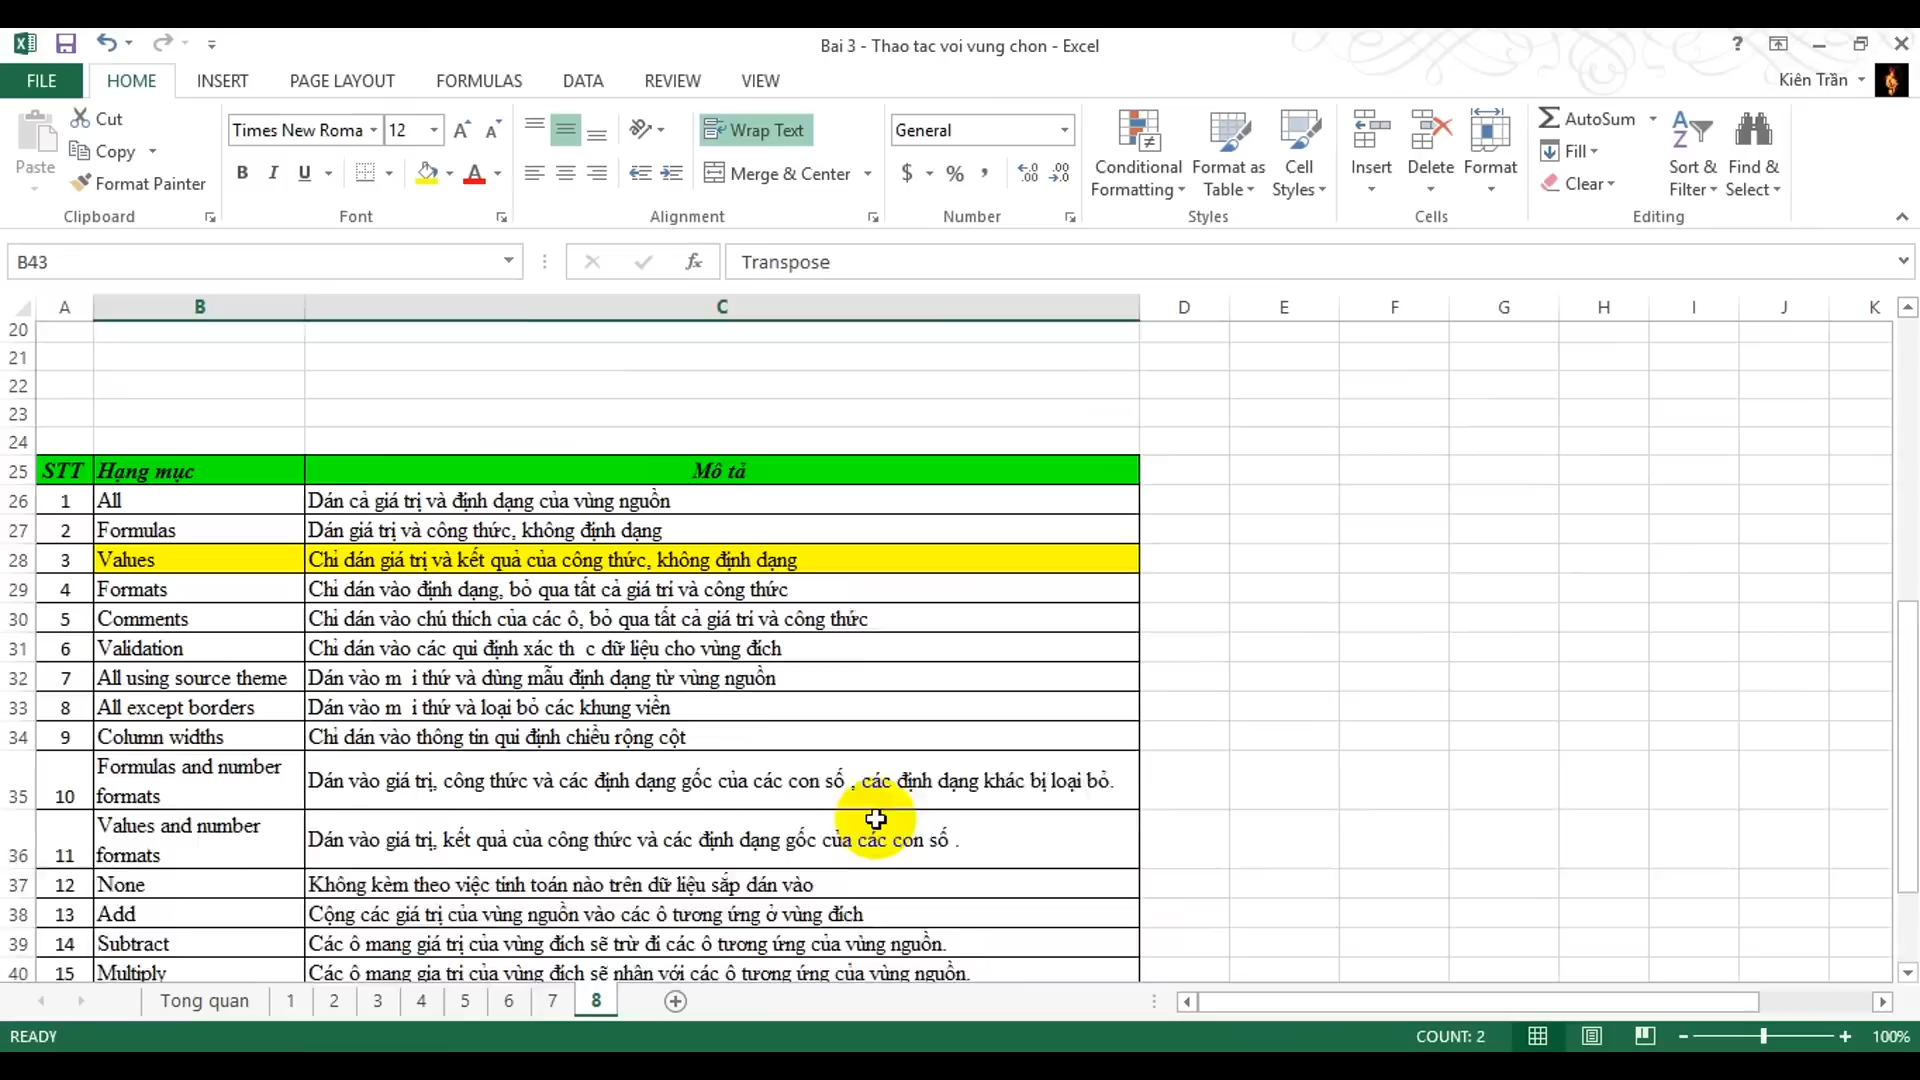 Bai 3 - Thao tac voi vung chon - Excel
?
FILE HOME INSERT PAGE LAYOUT FORMULAS DATA REVIEW VIEW
Kiên Trần
Paste
Cut
Copy
Format Painter
Clipboard
Times New Roma 12
B I U
Font
Wrap Text
Merge & Center
Alignment
General
$ % ,
Number
Conditional Formatting
Format as Table
Cell Styles
Styles
Insert
Delete
Format
Cells
AutoSum
Fill
Clear
Sort & Filter
Find & Select
Editing
B43
fx
Transpose
A B C D E F G H I J K
20
21
22
23
24
25 STT Hạng mục Mô tả
26 1 All Dán cả giá trị và định dạng của vùng nguồn
27 2 Formulas Dán giá trị và công thức, không định dạng
28 3 Values Chỉ dán giá trị và kết quả của công thức, không định dạng
29 4 Formats Chỉ dán vào định dạng, bỏ qua tất cả giá trí và công thức
30 5 Comments Chỉ dán vào chú thích của các ô, bỏ qua tất cả giá trí và công thức
31 6 Validation Chỉ dán vào các qui định xác th c dữ liệu cho vùng đích
32 7 All using source theme Dán vào m i thứ và dùng mẫu định dạng từ vùng nguồn
33 8 All except borders Dán vào m i thứ và loại bỏ các khung viền
34 9 Column widths Chỉ dán vào thông tin qui định chiều rộng cột
35 10 Formulas and number formats Dán vào giá trị, công thức và các định dạng gốc của các con số , các định dạng khác bị loại bỏ.
36 11 Values and number formats Dán vào giá trị, kết quả của công thức và các định dạng gốc của các con số .
37 12 None Không kèm theo việc tính toán nào trên dữ liệu sắp dán vào
38 13 Add Cộng các giá trị của vùng nguồn vào các ô tương ứng ở vùng đích
39 14 Subtract Các ô mang giá trị của vùng đích sẽ trừ đi các ô tương ứng của vùng nguồn.
40 15 Multiply Các ô mang gia trị của vùng đích sẽ nhân với các ô tương ứng của vùng nguồn.
Tong quan 1 2 3 4 5 6 7 8
READY
COUNT: 2
100%